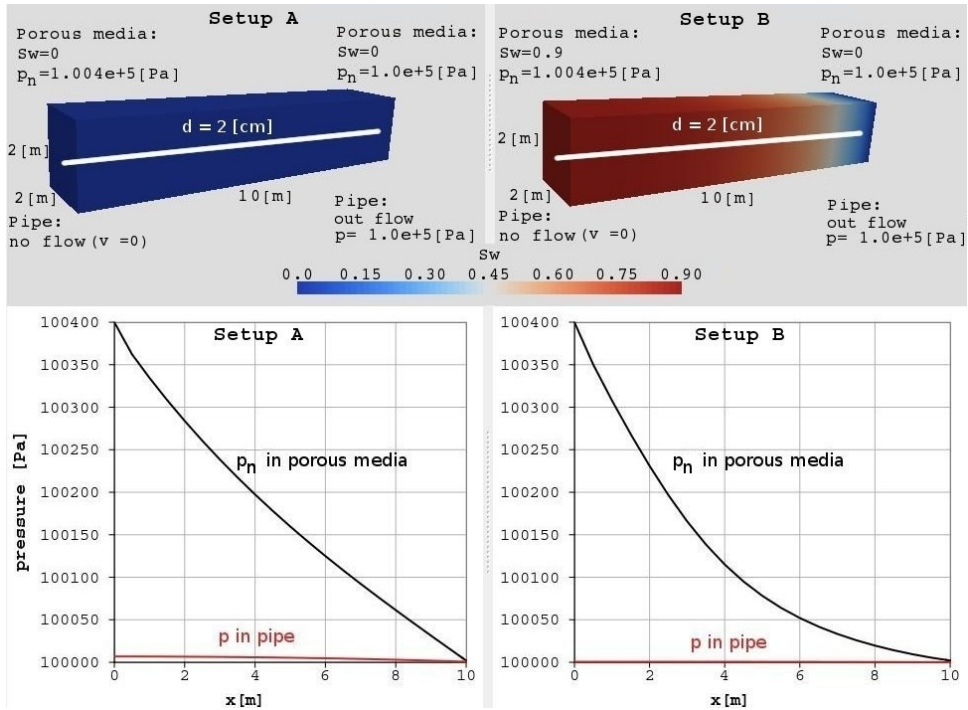 Setup A
Porous media:
Sw=0
pn=1.004e+5[Pa]
Porous media:
Sw=0
pn=1.0e+5[Pa]
d = 2 [cm]
2[m]
2[m]
10[m]
Pipe:
no flow(v =0)
Pipe:
out flow
p= 1.0e+5[Pa]
Setup B
Porous media:
Sw=0.9
pn=1.004e+5[Pa]
Porous media:
Sw=0
pn=1.0e+5[Pa]
d = 2 [cm]
2[m]
2[m]
10[m]
Pipe:
no flow(v =0)
Pipe:
out flow
p= 1.0e+5[Pa]
Sw
0.0 0.15 0.30 0.45 0.60 0.75 0.90
Setup A
100400
100350
100300
100250
100200
100150
100100
100050
100000
pressure [Pa]
pn in porous media
p in pipe
0 2 4 6 8 10
x[m]
Setup B
100400
100350
100300
100250
100200
100150
100100
100050
100000
pn in porous media
p in pipe
0 2 4 6 8 10
x[m]